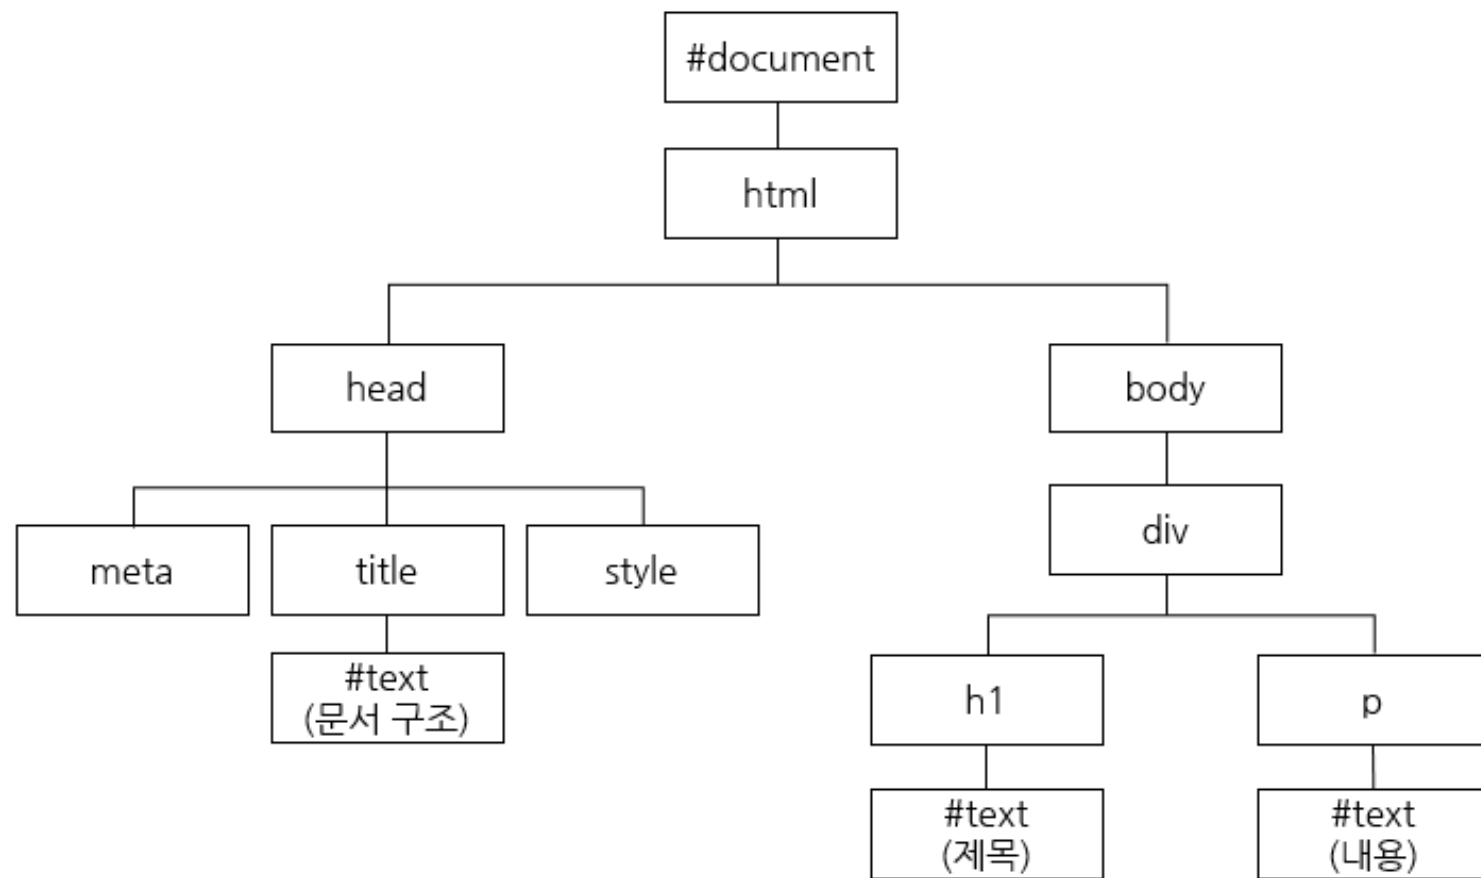 #document
html
head
body
div
meta
title
style
#text
(문서 구조)
h1
p
#text
(제목)
#text
(내용)